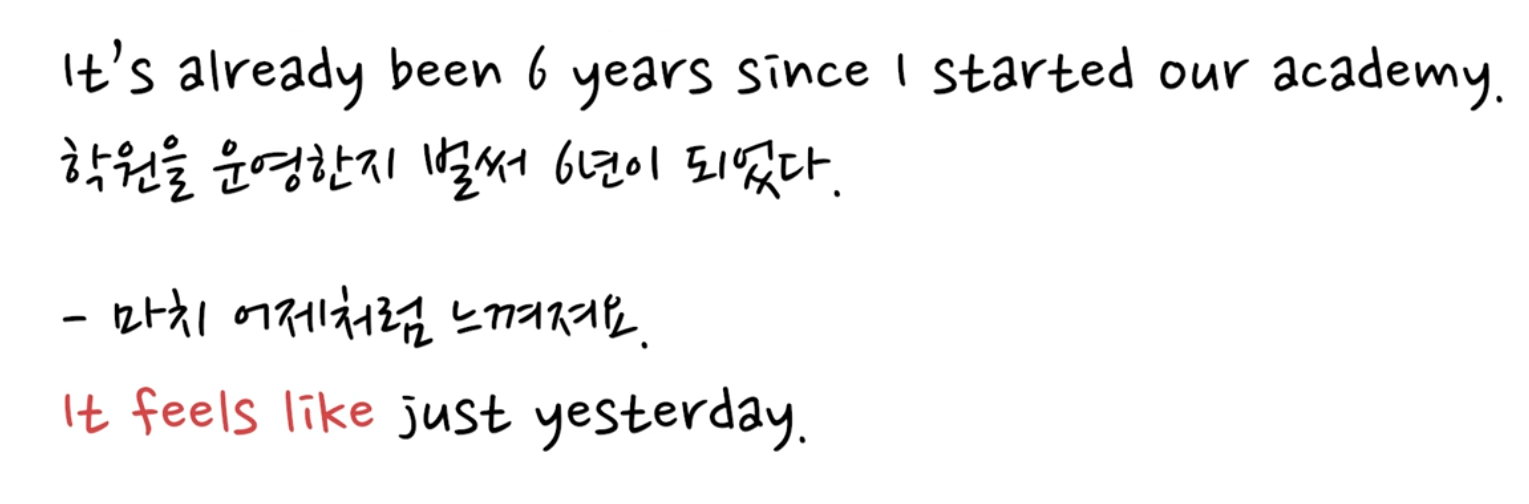 It's already been 6 years since I started our academy.
학원을 운영한지 벌써 6년이 되었다.
- 마치 어제처럼 느껴져요.
It feels like just yesterday.